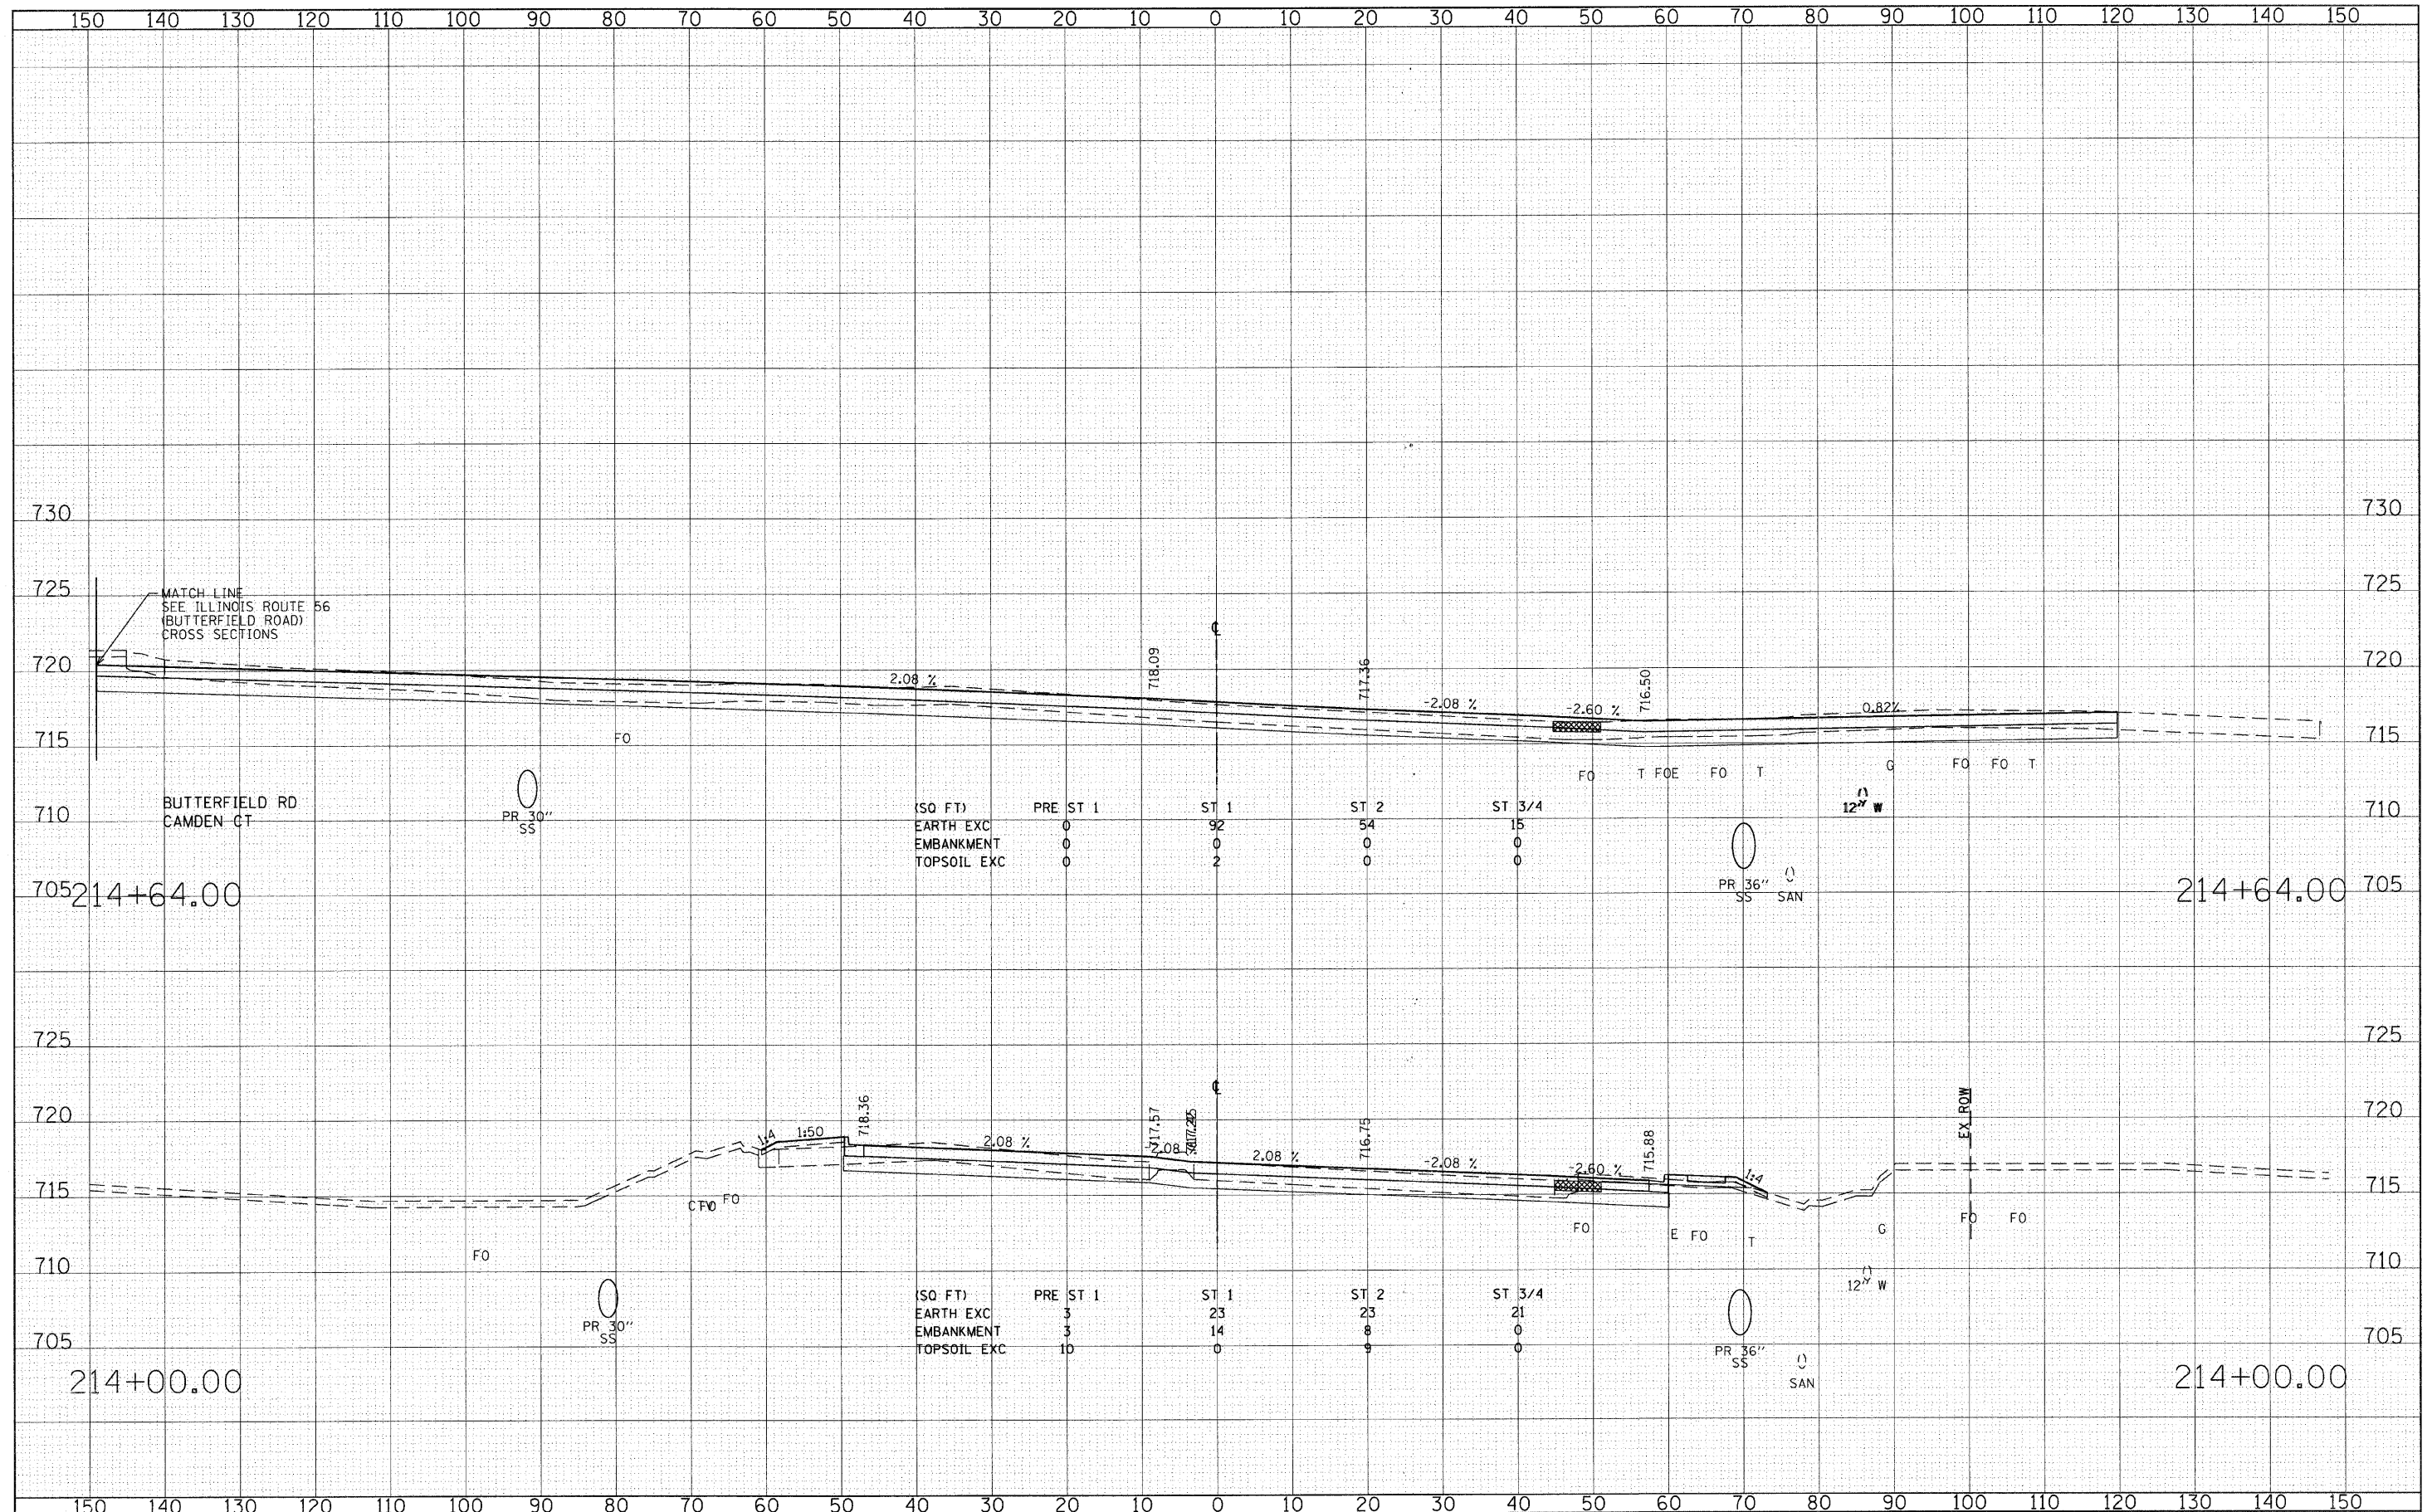 150 140 130 120 110 100 90 80 70 60 50 40 30 20 10 0 10 20 30 40 50 60 70 80 90 100 110 120 130 140 150
730 730
725 725
MATCH LINE
SEE ILLINOIS ROUTE 56
(BUTTERFIELD ROAD)
CROSS SECTIONS
℄
720 718.09 717.36 716.50 720
2.08 % -2.08 % -2.60 % 0.82%
715 715
FO
FO T FOE FO T G FO FO T
BUTTERFIELD RD
CAMDEN CT
710 710
PR 30"
SS
12" W
(SQ FT) PRE ST 1 ST 1 ST 2 ST 3/4
EARTH EXC 0 92 54 15
EMBANKMENT 0 0 0 0
TOPSOIL EXC 0 2 0 0
PR 36"
SS
SAN
705 705
214+64.00 214+64.00
725 725
℄
720 720
718.36 717.57 716.75 715.88 EX ROW
1:4 1:50 2.08 % -2.08 2.08 % -2.08 % -2.60 % 1:4
715 715
FO
FO
FO E FO T G FO FO
710 710
12" W
PR 30"
SS
(SQ FT) PRE ST 1 ST 1 ST 2 ST 3/4
EARTH EXC 3 23 23 21
EMBANKMENT 3 14 8 0
TOPSOIL EXC 10 0 9 0
PR 36"
SS
SAN
705 705
214+00.00 214+00.00
150 140 130 120 110 100 90 80 70 60 50 40 30 20 10 0 10 20 30 40 50 60 70 80 90 100 110 120 130 140 150